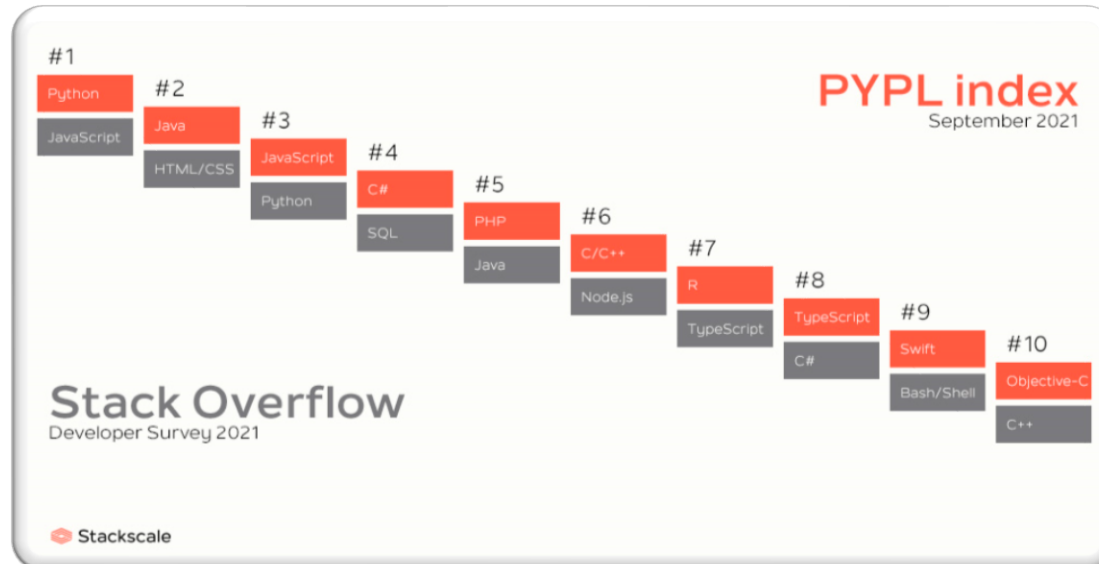 #1
Python
JavaScript
#2
Java
HTML/CSS
#3
JavaScript
Python
#4
C#
SQL
#5
PHP
Java
#6
C/C++
Node.js
#7
R
TypeScript
#8
TypeScript
C#
#9
Swift
Bash/Shell
#10
Objective-C
C++
PYPL index
September 2021
Stack Overflow
Developer Survey 2021
Stackscale